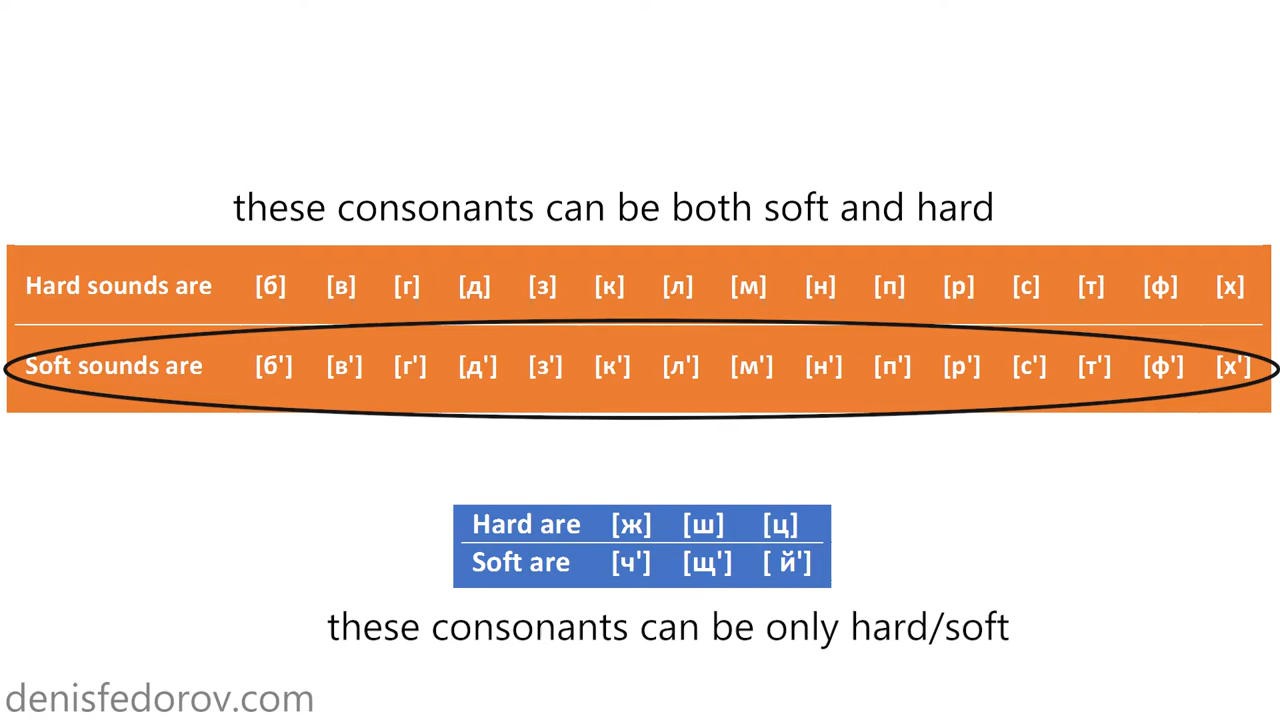 these consonants can be both soft and hard
Hard sounds are [б] [в] [г] [д] [з] [к] [л] [м] [н] [п] [р] [с] [т] [ф] [х]
Soft sounds are [б'] [в'] [г'] [д'] [з'] [к'] [л'] [м'] [н'] [п'] [р'] [с'] [т'] [ф'] [х']
Hard are [ж] [ш] [ц]
Soft are [ч'] [щ'] [ й']
these consonants can be only hard/soft
denisfedorov.com